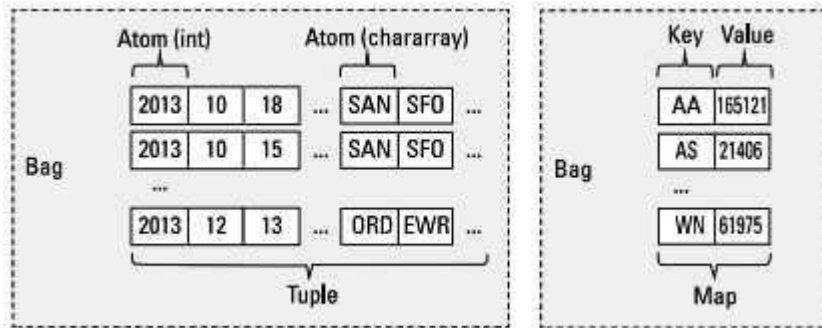 Atom (int) Atom (chararray)
2013 10 18 ... SAN SFO ...
2013 10 15 ... SAN SFO ...
Bag
...
2013 12 13 ... ORD EWR ...
Tuple
Key Value
AA 165121
AS 21406
Bag
...
WN 61975
Map